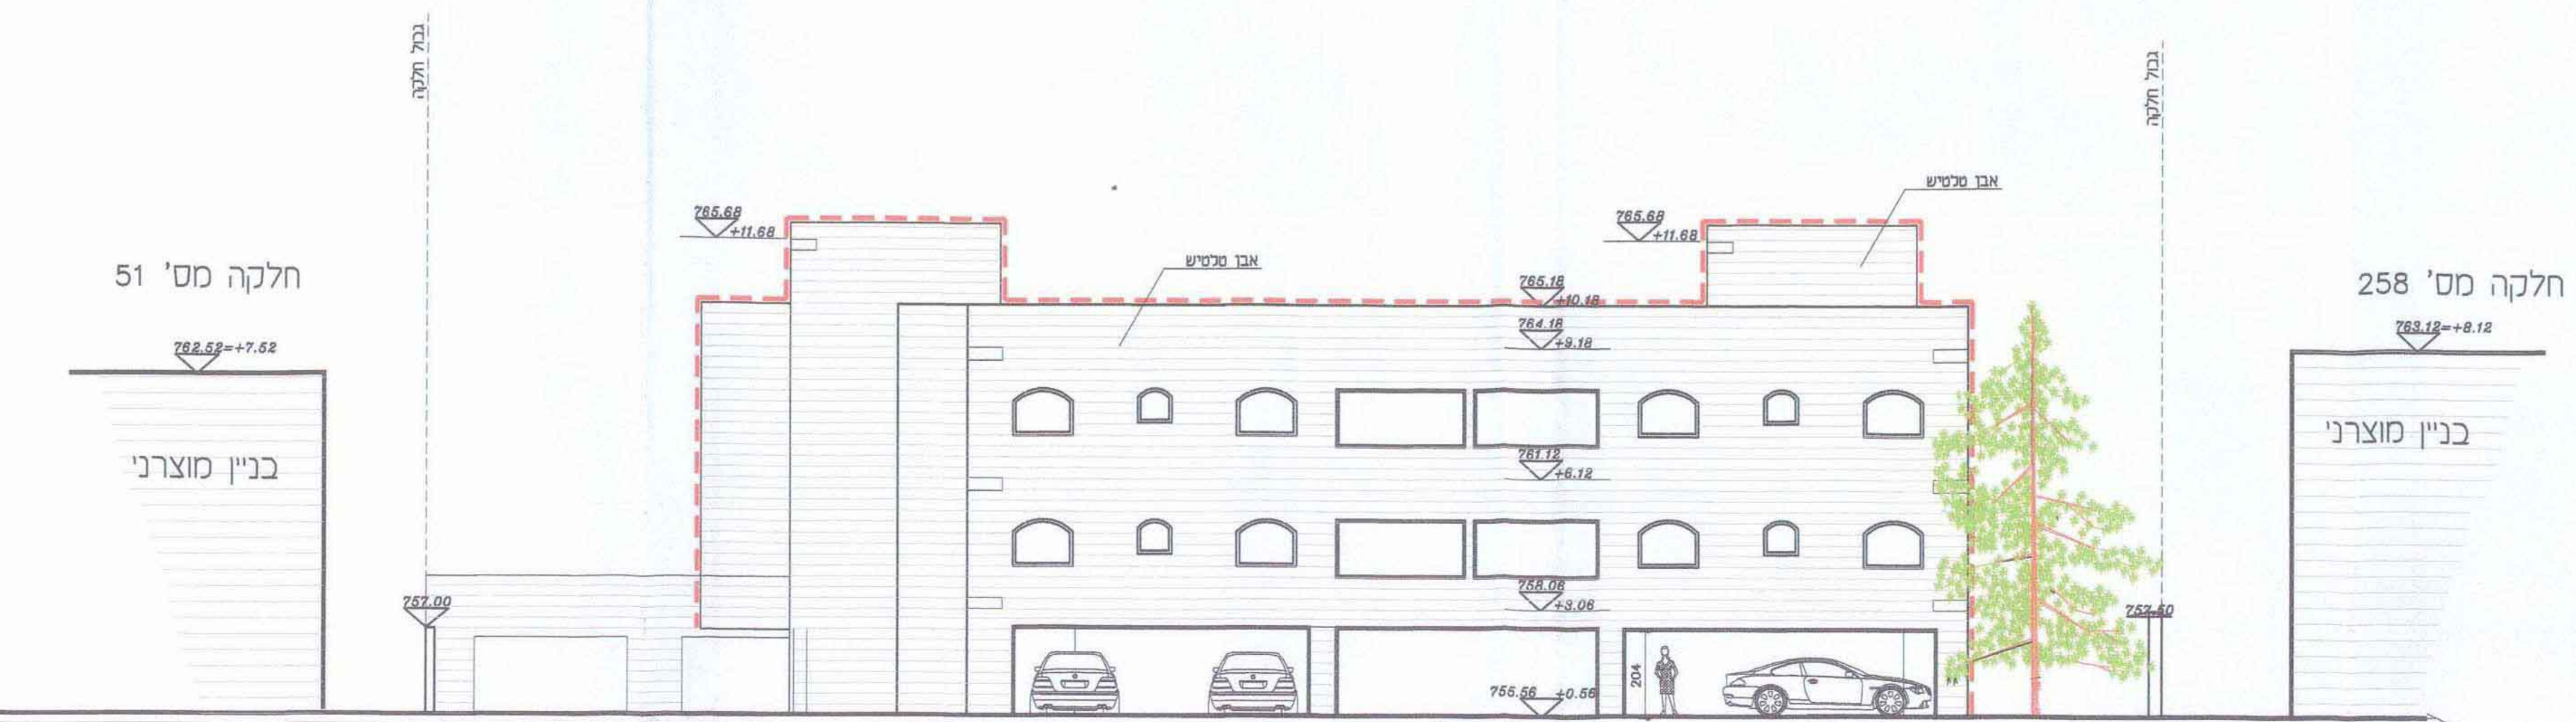 גבול חלקה
גבול חלקה
אבן טלטיש
765.68
+11.68
765.68
+11.68
אבן טלטיש
חלקה מס' 51
חלקה מס' 258
765.18
+10.18
764.18
+9.18
762.52=+7.52
763.12=+8.12
בניין מוצרני
בניין מוצרני
761.12
+6.12
758.06
+3.06
757.00
757.50
204
755.56 +0.56